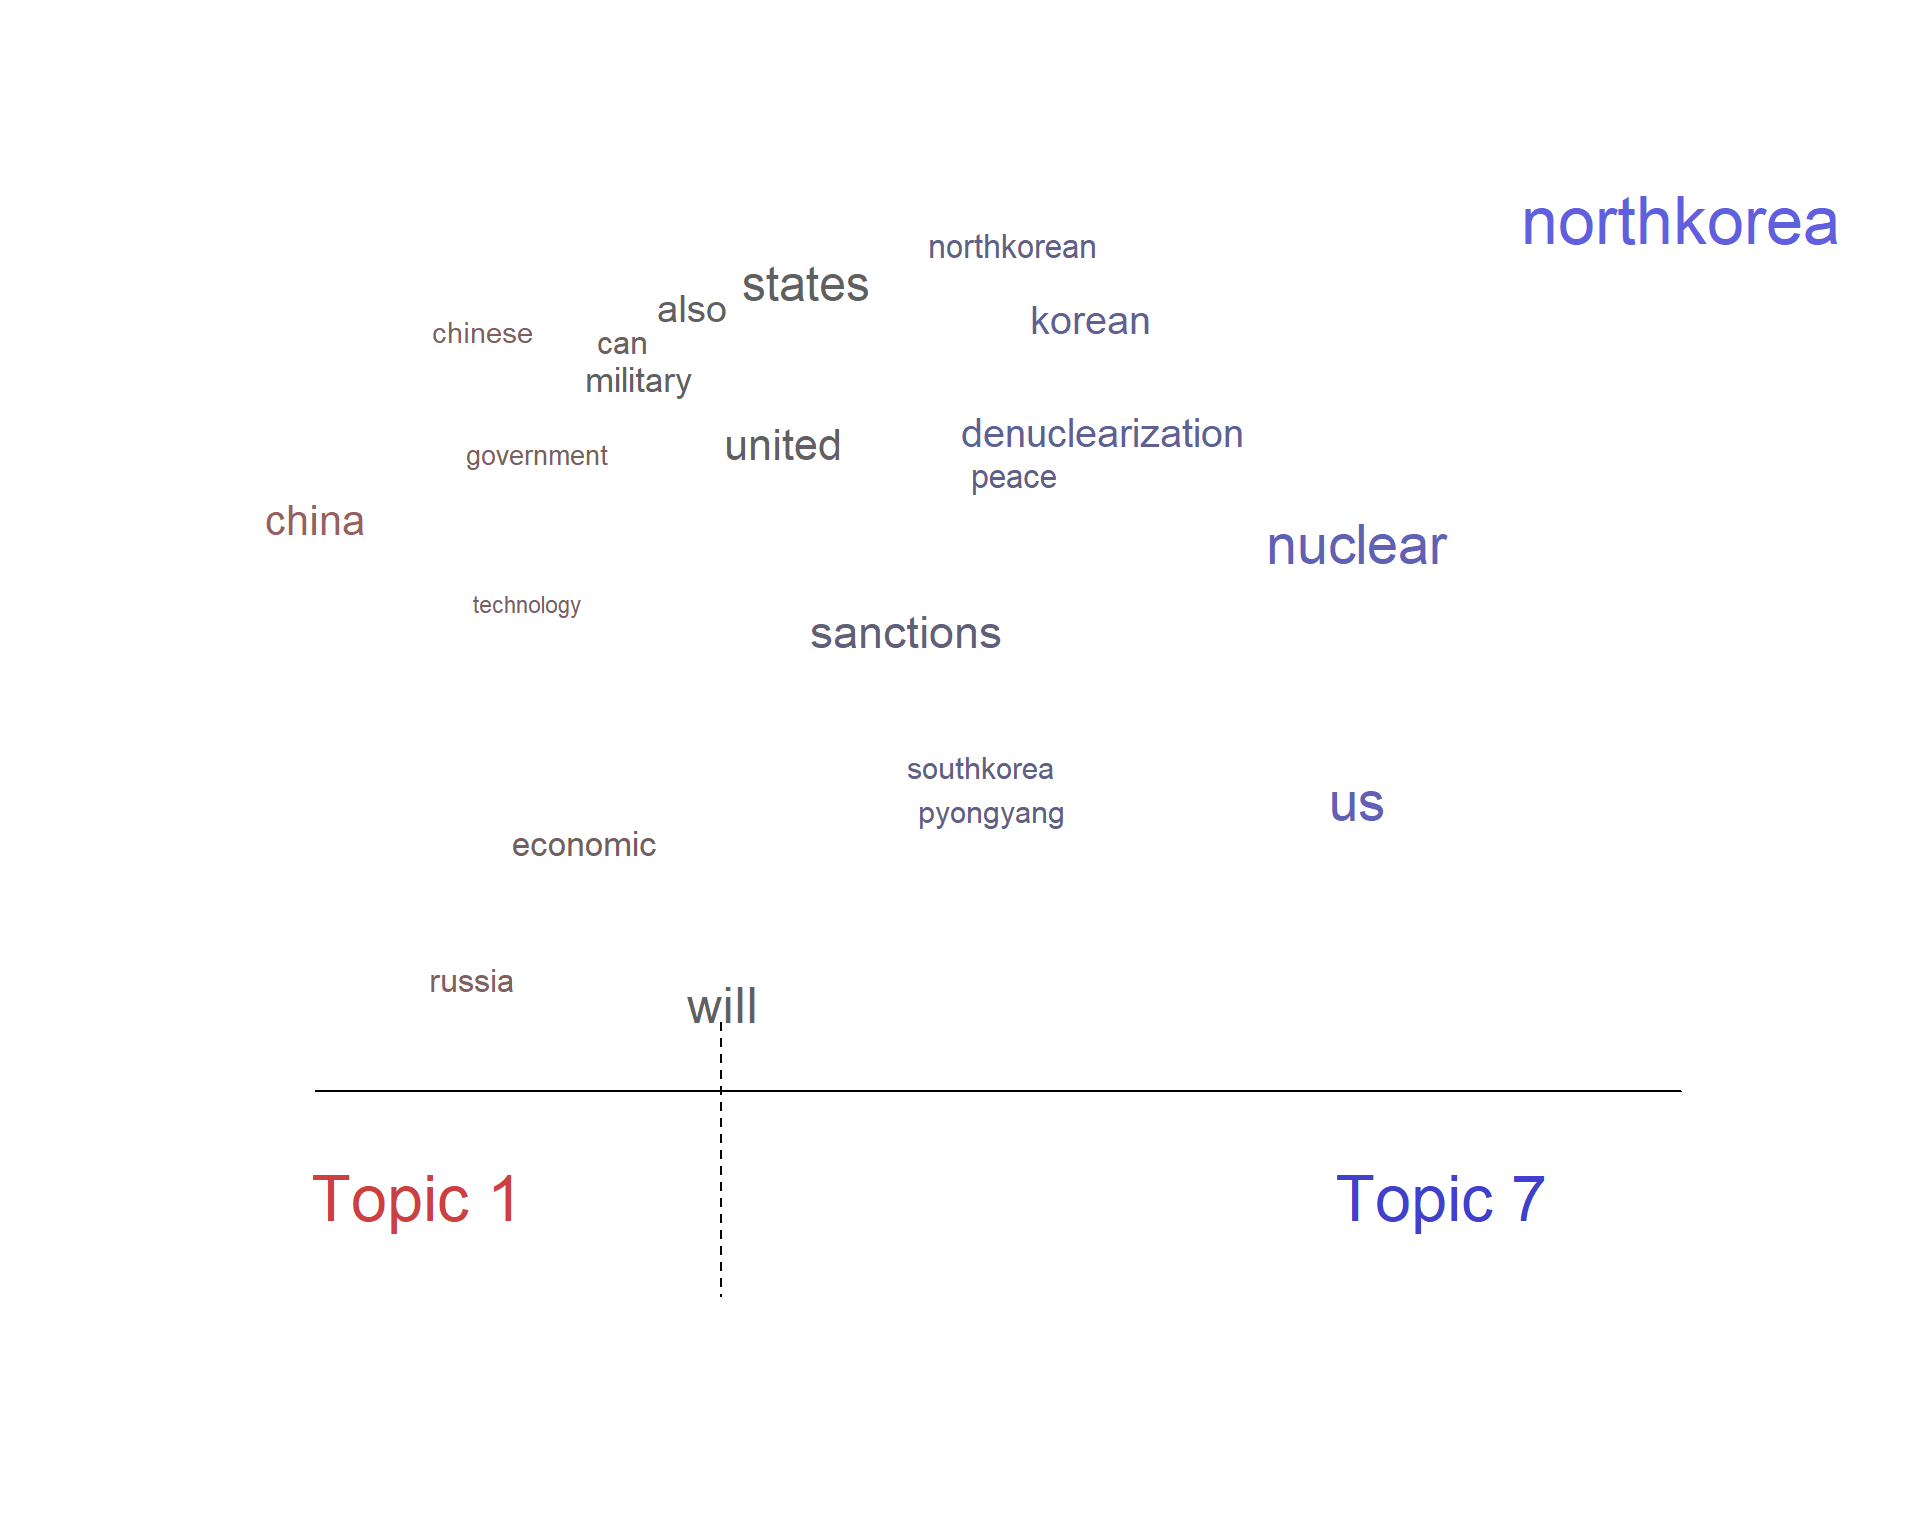 northkorea
northkorean
states
also
korean
chinese
can
military
denuclearization
united
government
peace
china
nuclear
technology
sanctions
southkorea
us
pyongyang
economic
russia
will
Topic 1
Topic 7